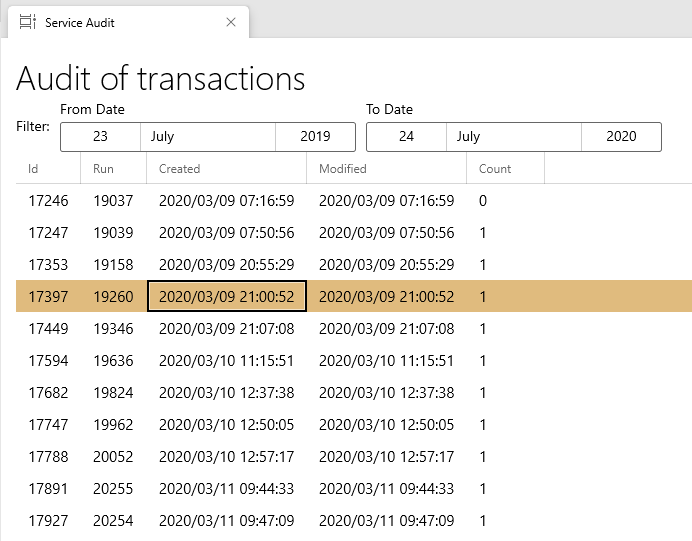 Service Audit
Audit of transactions
From Date To Date
Filter: 23 July 2019 24 July 2020
Id Run Created Modified Count
17246 19037 2020/03/09 07:16:59 2020/03/09 07:16:59 0
17247 19039 2020/03/09 07:50:56 2020/03/09 07:50:56 1
17353 19158 2020/03/09 20:55:29 2020/03/09 20:55:29 1
17397 19260 2020/03/09 21:00:52 2020/03/09 21:00:52 1
17449 19346 2020/03/09 21:07:08 2020/03/09 21:07:08 1
17594 19636 2020/03/10 11:15:51 2020/03/10 11:15:51 1
17682 19824 2020/03/10 12:37:38 2020/03/10 12:37:38 1
17747 19962 2020/03/10 12:50:05 2020/03/10 12:50:05 1
17788 20052 2020/03/10 12:57:17 2020/03/10 12:57:17 1
17891 20255 2020/03/11 09:44:33 2020/03/11 09:44:33 1
17927 20254 2020/03/11 09:47:09 2020/03/11 09:47:09 1